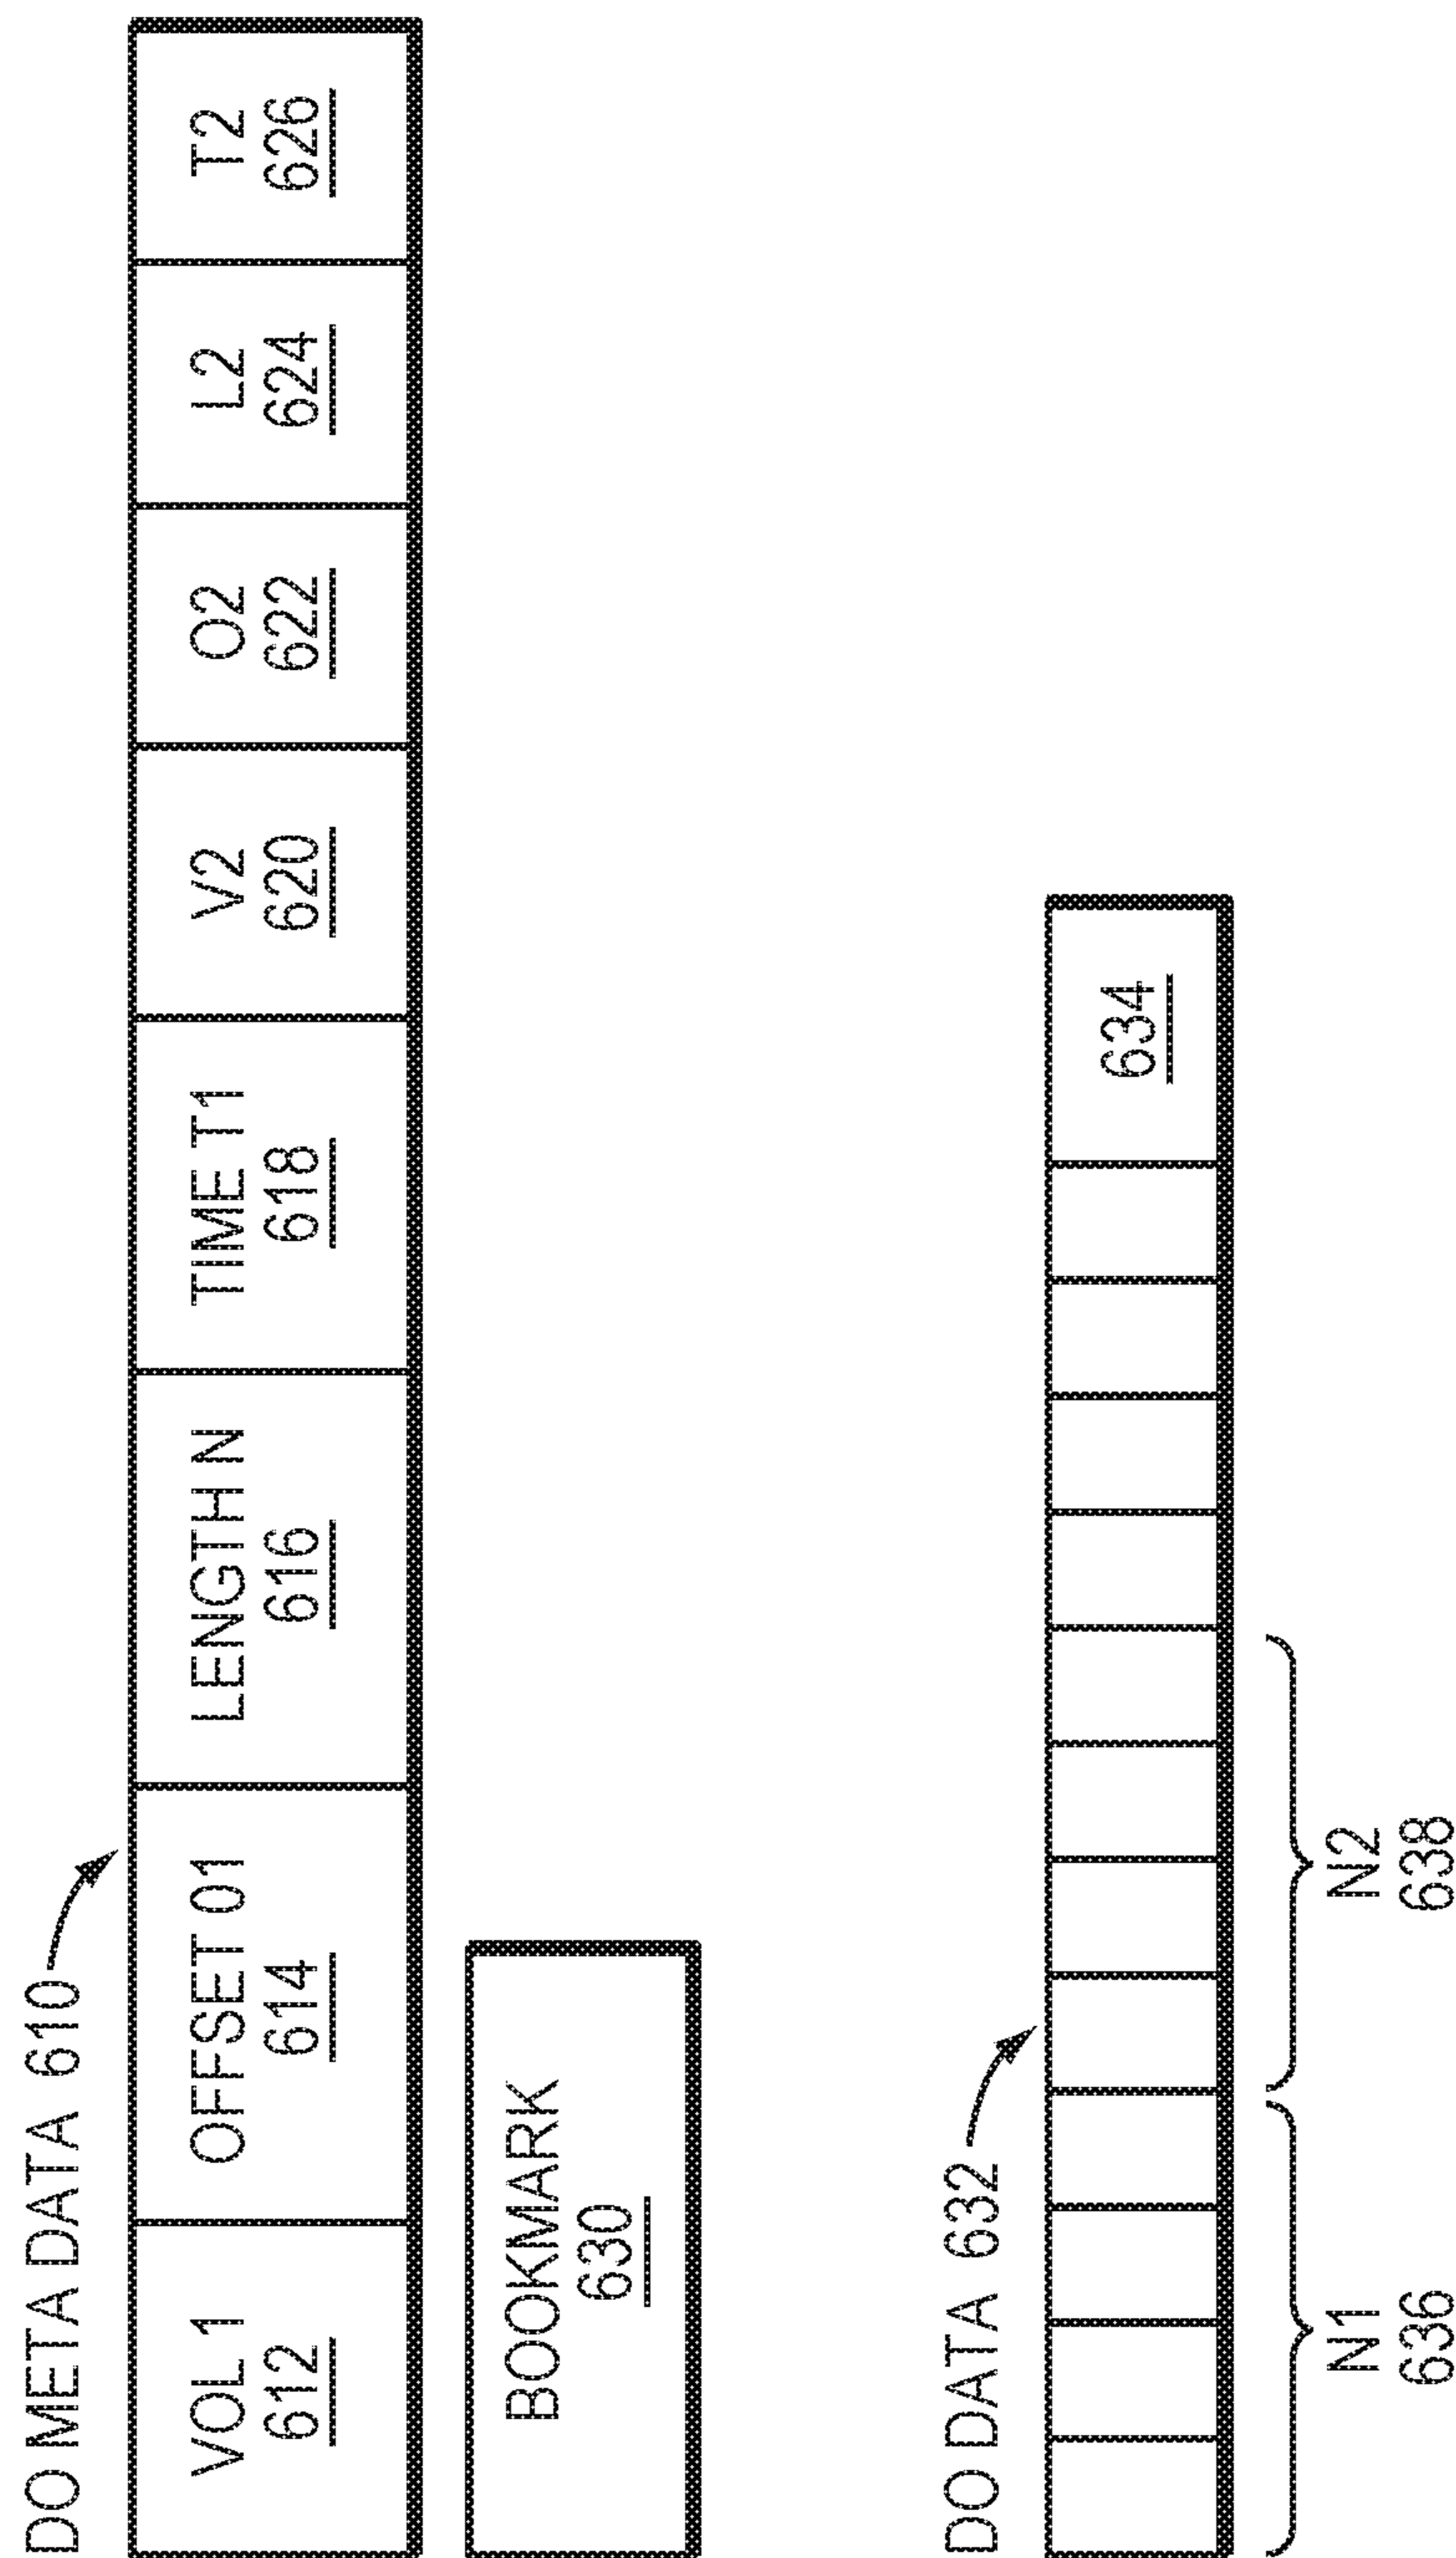 DO META DATA 610
VOL 1
612
OFFSET 01
614
LENGTH N
616
TIME T1
618
V2
620
O2
622
L2
624
T2
626
BOOKMARK
630
DO DATA 632
634
N1
636
N2
638